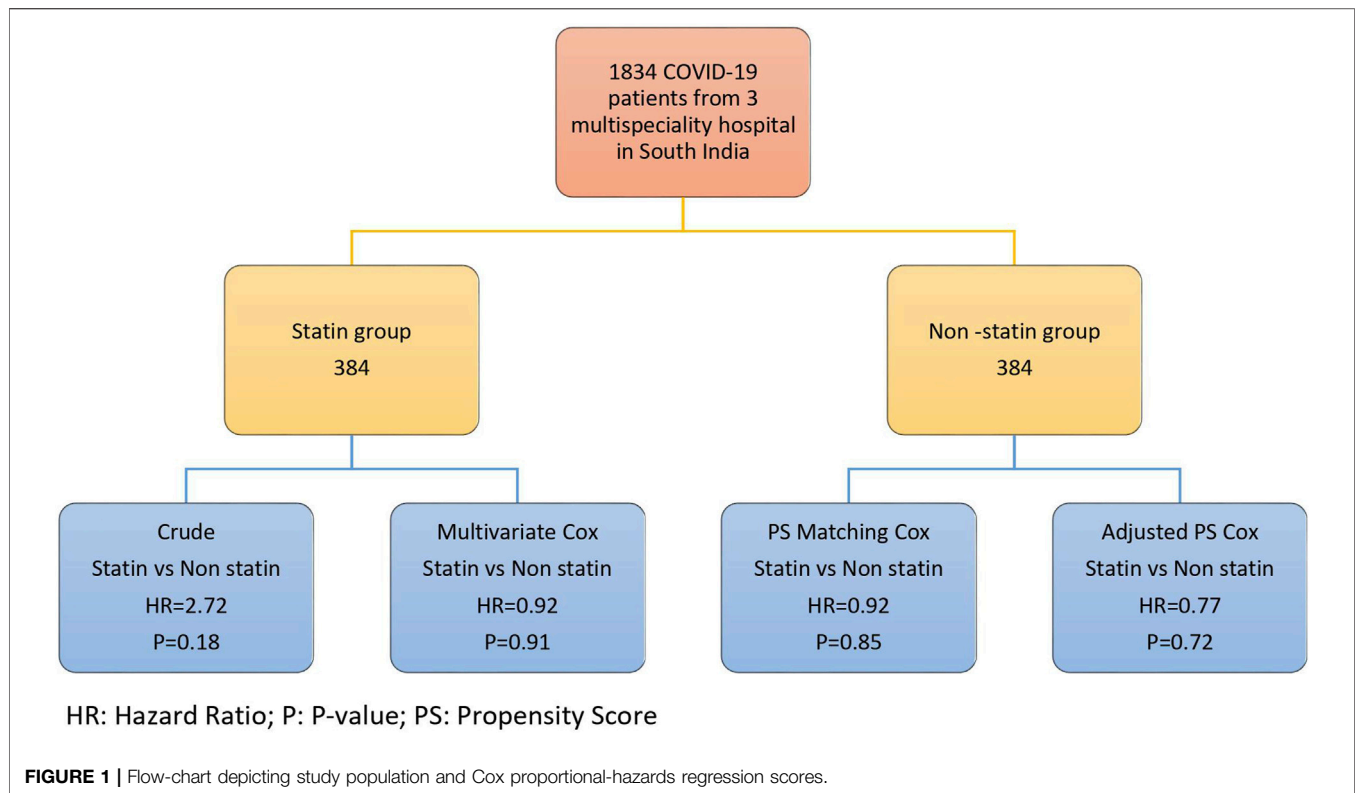 1834 COVID-19
patients from 3
multispeciality hospital
in South India
Statin group
384
Non -statin group
384
Crude
Statin vs Non statin
HR=2.72
P=0.18
Multivariate Cox
Statin vs Non statin
HR=0.92
P=0.91
PS Matching Cox
Statin vs Non statin
HR=0.92
P=0.85
Adjusted PS Cox
Statin vs Non statin
HR=0.77
P=0.72
HR: Hazard Ratio; P: P-value; PS: Propensity Score
FIGURE 1 | Flow-chart depicting study population and Cox proportional-hazards regression scores.